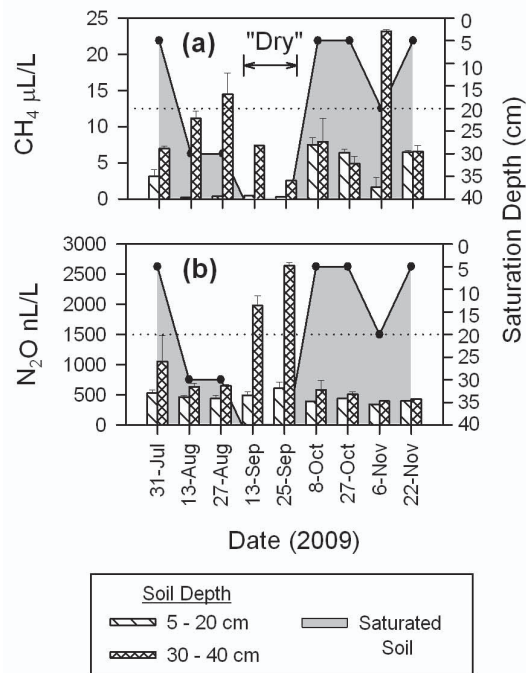 (a)
"Dry"
CH₄ μL/L
25
20
15
10
5
0
0
5
10
15
20
25
30
35
40
Saturation Depth (cm)
(b)
N₂O nL/L
3000
2500
2000
1500
1000
500
0
0
5
10
15
20
25
30
35
40
31-Jul
13-Aug
27-Aug
13-Sep
25-Sep
8-Oct
27-Oct
6-Nov
22-Nov
Date (2009)
Soil Depth
5 - 20 cm
30 - 40 cm
Saturated
Soil